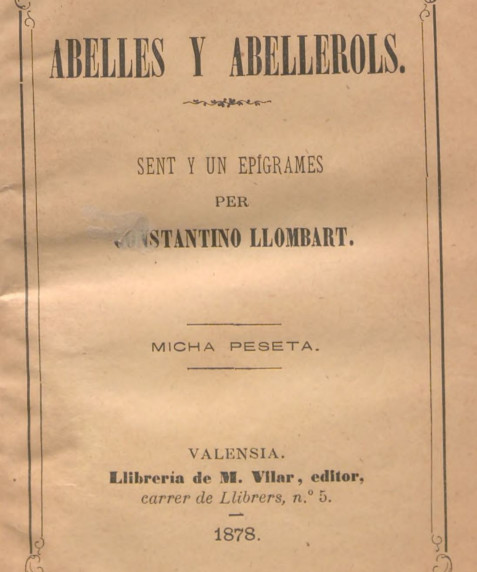 ABELLES Y ABELLEROLS.
SENT Y UN EPÍGRAMES
PER
CONSTANTINO LLOMBART.
MICHA PESETA.
VALENSIA.
Llibrería de M. Vilar, editor,
carrer de Llibrers, n.º 5.
1878.